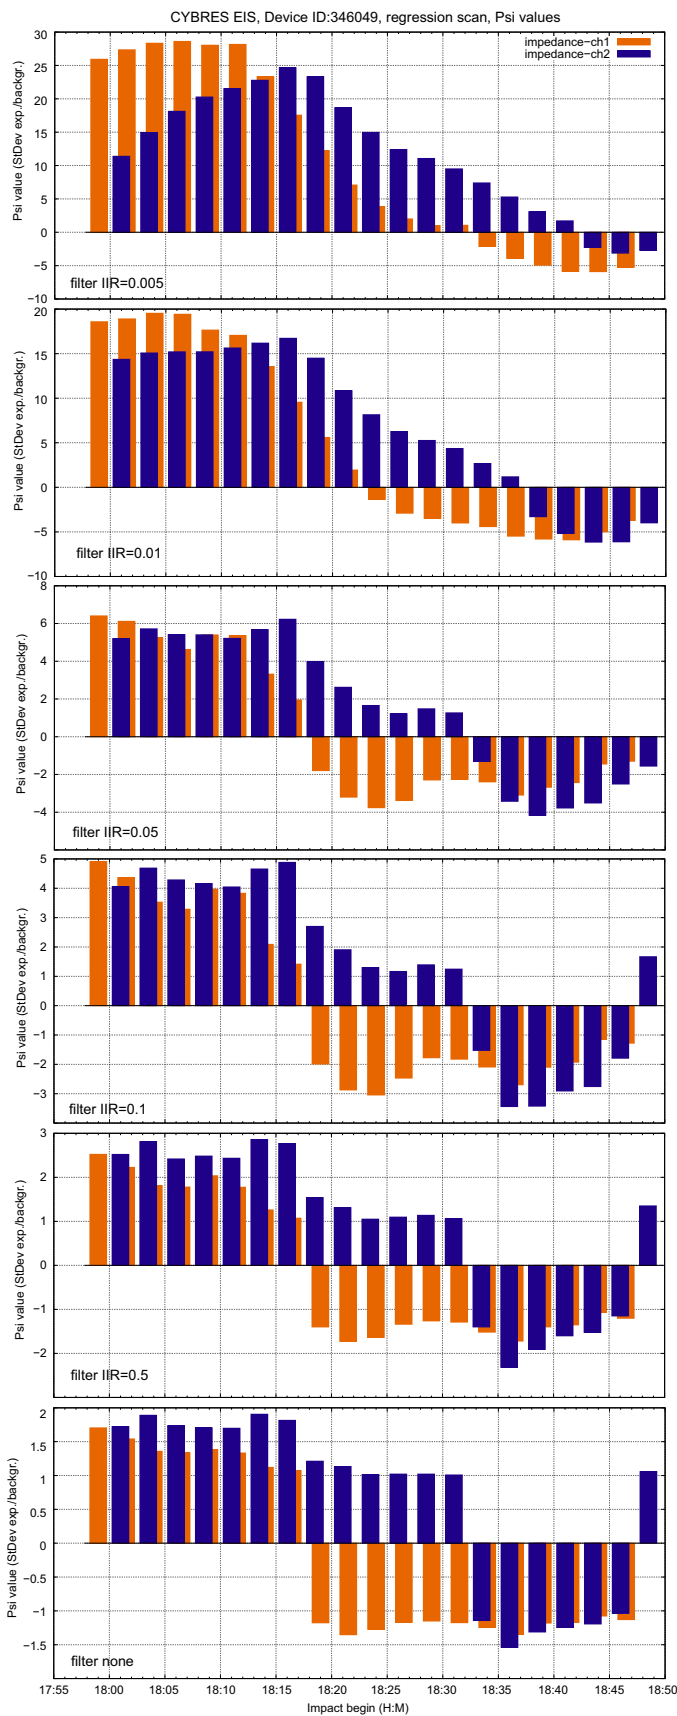 CYBRES EIS, Device ID:346049, regression scan, Psi values
impedance-ch1
impedance-ch2
Psi value (StDev exp./backgr.)
30
25
20
15
10
5
0
−5
−10
filter IIR=0.005
Psi value (StDev exp./backgr.)
20
15
10
5
0
−5
−10
filter IIR=0.01
Psi value (StDev exp./backgr.)
8
6
4
2
0
−2
−4
filter IIR=0.05
Psi value (StDev exp./backgr.)
5
4
3
2
1
0
−1
−2
−3
filter IIR=0.1
Psi value (StDev exp./backgr.)
3
2
1
0
−1
−2
filter IIR=0.5
Psi value (StDev exp./backgr.)
2
1.5
1
0.5
0
−0.5
−1
−1.5
filter none
17:55 18:00 18:05 18:10 18:15 18:20 18:25 18:30 18:35 18:40 18:45 18:50
Impact begin (H:M)